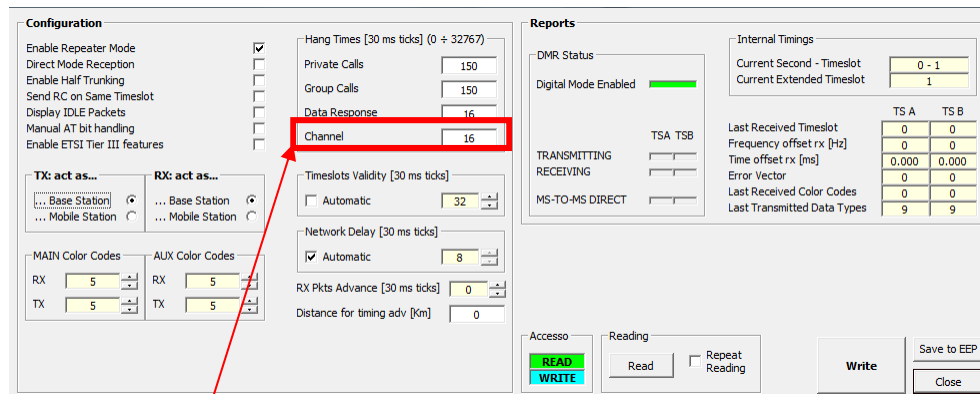 Configuration
Enable Repeater Mode
Direct Mode Reception
Enable Half Trunking
Send RC on Same Timeslot
Display IDLE Packets
Manual AT bit handling
Enable ETSI Tier III features
TX: act as...
... Base Station
... Mobile Station
RX: act as...
... Base Station
... Mobile Station
MAIN Color Codes
RX 5
TX 5
AUX Color Codes
RX 5
TX 5
Hang Times [30 ms ticks] (0 ÷ 32767)
Private Calls 150
Group Calls 150
Data Response 16
Channel 16
Timeslots Validity [30 ms ticks]
Automatic 32
Network Delay [30 ms ticks]
Automatic 8
RX Pkts Advance [30 ms ticks] 0
Distance for timing adv [Km] 0
Reports
DMR Status
Digital Mode Enabled
TSA TSB
TRANSMITTING
RECEIVING
MS-TO-MS DIRECT
Internal Timings
Current Second - Timeslot 0 - 1
Current Extended Timeslot 1
TS A TS B
Last Received Timeslot 0 0
Frequency offset rx [Hz] 0 0
Time offset rx [ms] 0.000 0.000
Error Vector 0 0
Last Received Color Codes 0 0
Last Transmitted Data Types 9 9
Accesso
READ
WRITE
Reading
Read
Repeat
Reading
Write
Save to EEP
Close